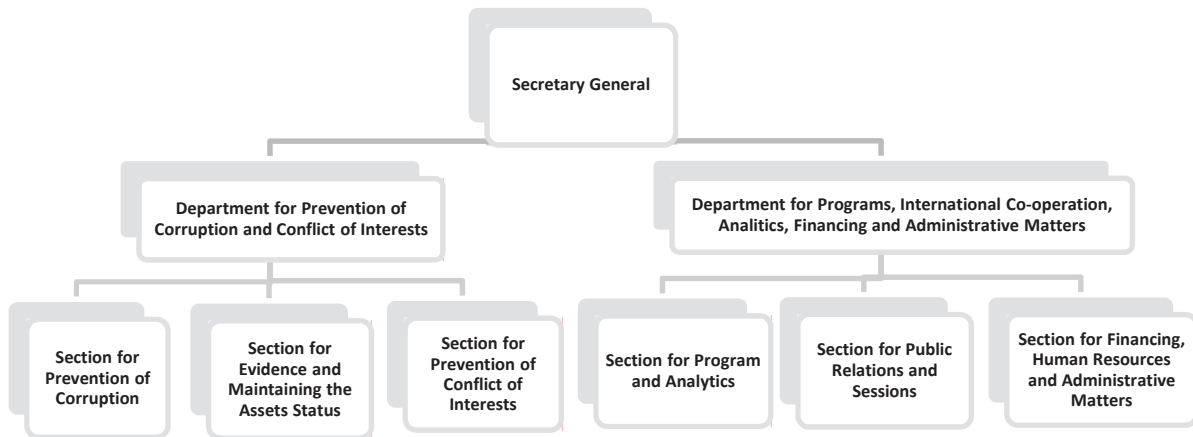 Secretary General
Department for Prevention of
Corruption and Conflict of Interests
Department for Programs, International Co-operation,
Analitics, Financing and Administrative Matters
Section for
Prevention of
Corruption
Section for
Evidence and
Maintaining the
Assets Status
Section for
Prevention of
Conflict of
Interests
Section for Program
and Analytics
Section for Public
Relations and
Sessions
Section for Financing,
Human Resources
and Administrative
Matters